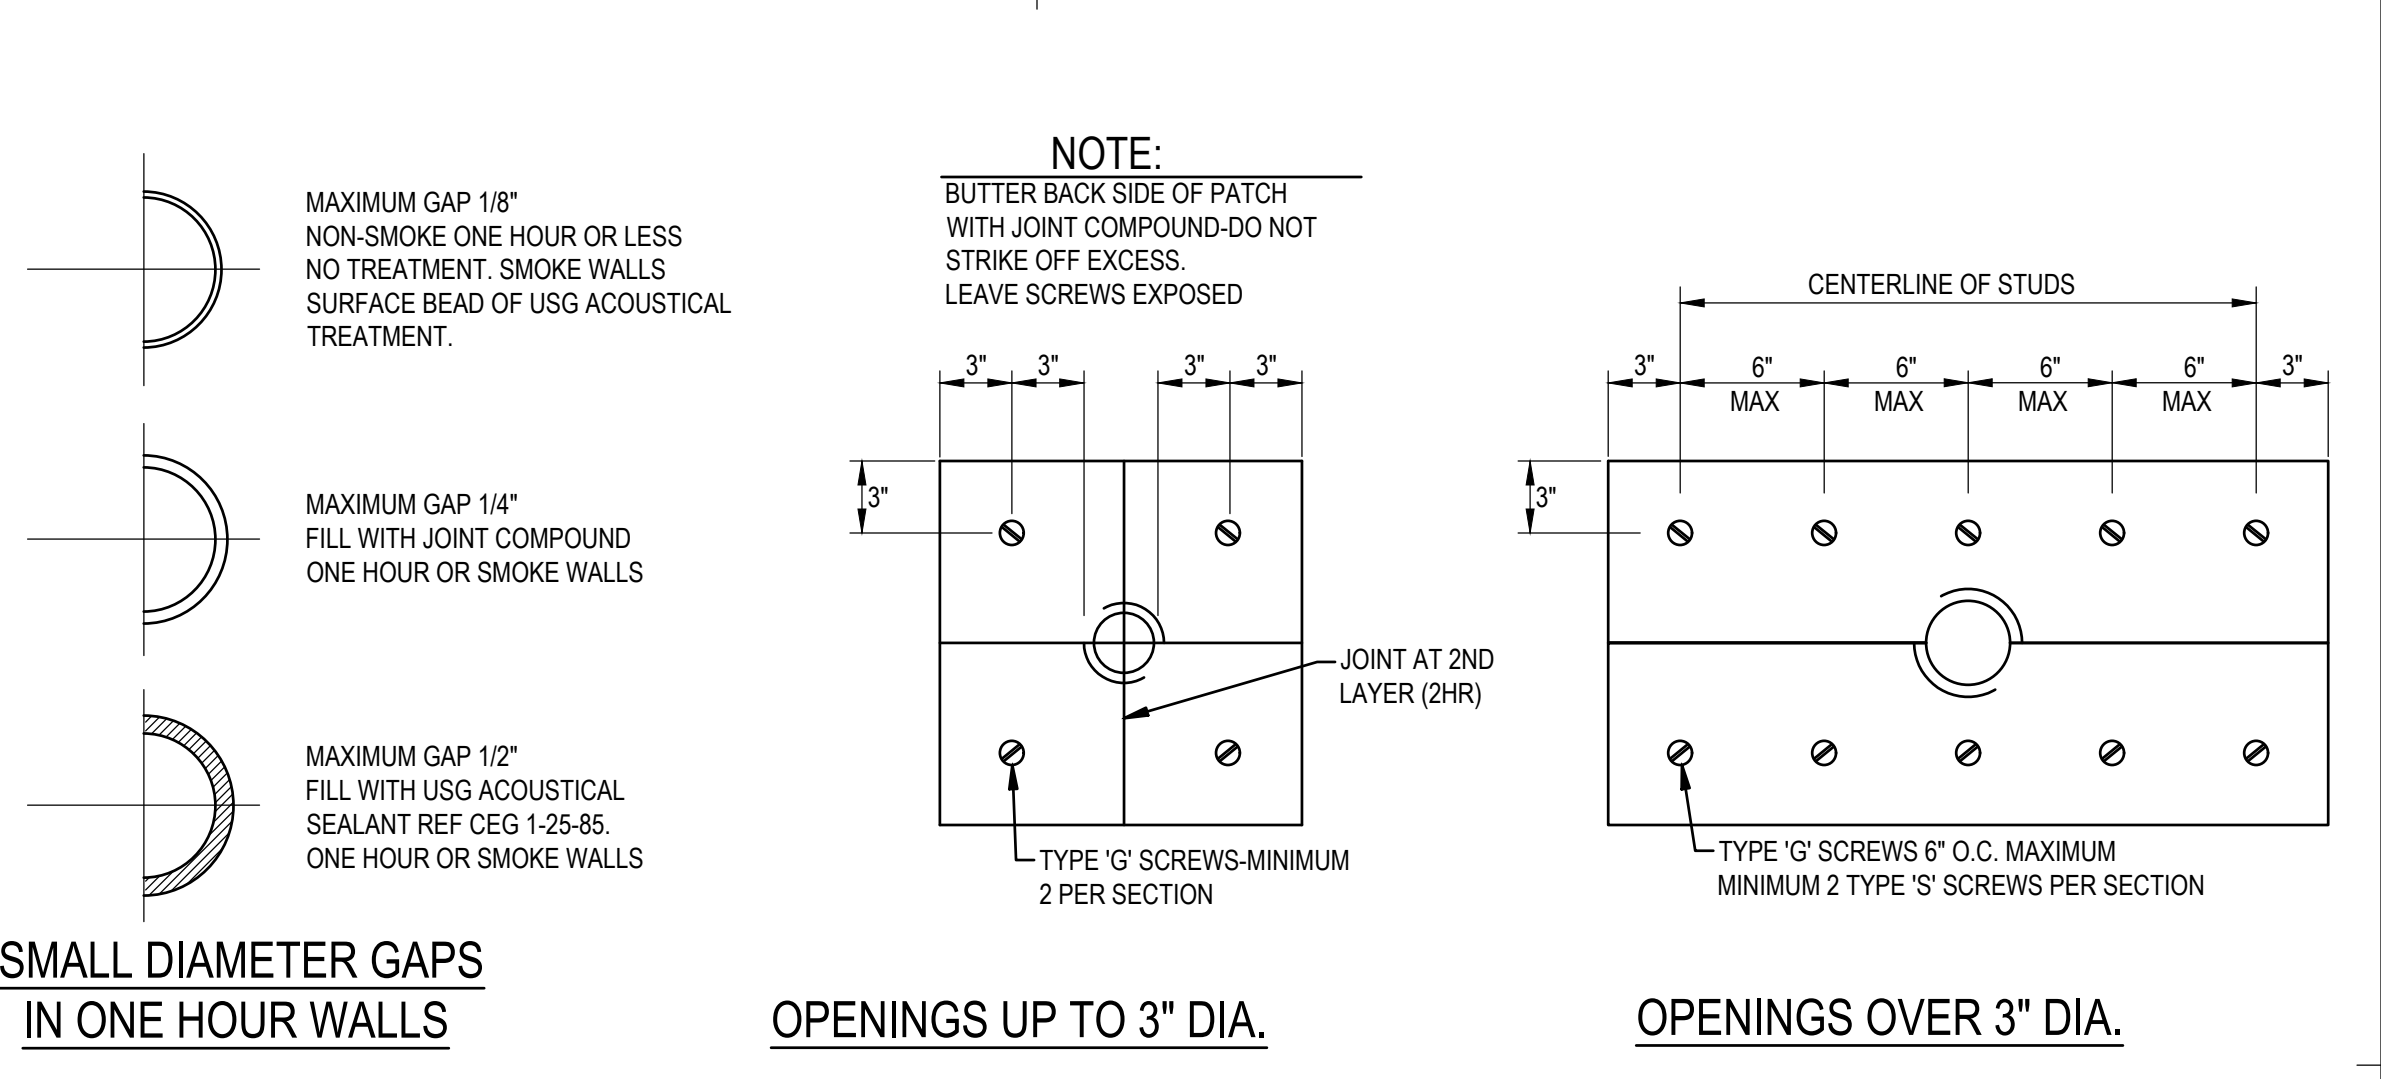 MAXIMUM GAP 1/8"
NON-SMOKE ONE HOUR OR LESS
NO TREATMENT. SMOKE WALLS
SURFACE BEAD OF USG ACOUSTICAL
TREATMENT.
MAXIMUM GAP 1/4"
FILL WITH JOINT COMPOUND
ONE HOUR OR SMOKE WALLS
MAXIMUM GAP 1/2"
FILL WITH USG ACOUSTICAL
SEALANT REF CEG 1-25-85.
ONE HOUR OR SMOKE WALLS
SMALL DIAMETER GAPS
IN ONE HOUR WALLS
NOTE:
BUTTER BACK SIDE OF PATCH
WITH JOINT COMPOUND-DO NOT
STRIKE OFF EXCESS.
LEAVE SCREWS EXPOSED
3" 3" 3" 3"
3"
JOINT AT 2ND
LAYER (2HR)
TYPE 'G' SCREWS-MINIMUM
2 PER SECTION
OPENINGS UP TO 3" DIA.
CENTERLINE OF STUDS
3" 6" 6" 6" 6" 3"
MAX MAX MAX MAX
3"
TYPE 'G' SCREWS 6" O.C. MAXIMUM
MINIMUM 2 TYPE 'S' SCREWS PER SECTION
OPENINGS OVER 3" DIA.